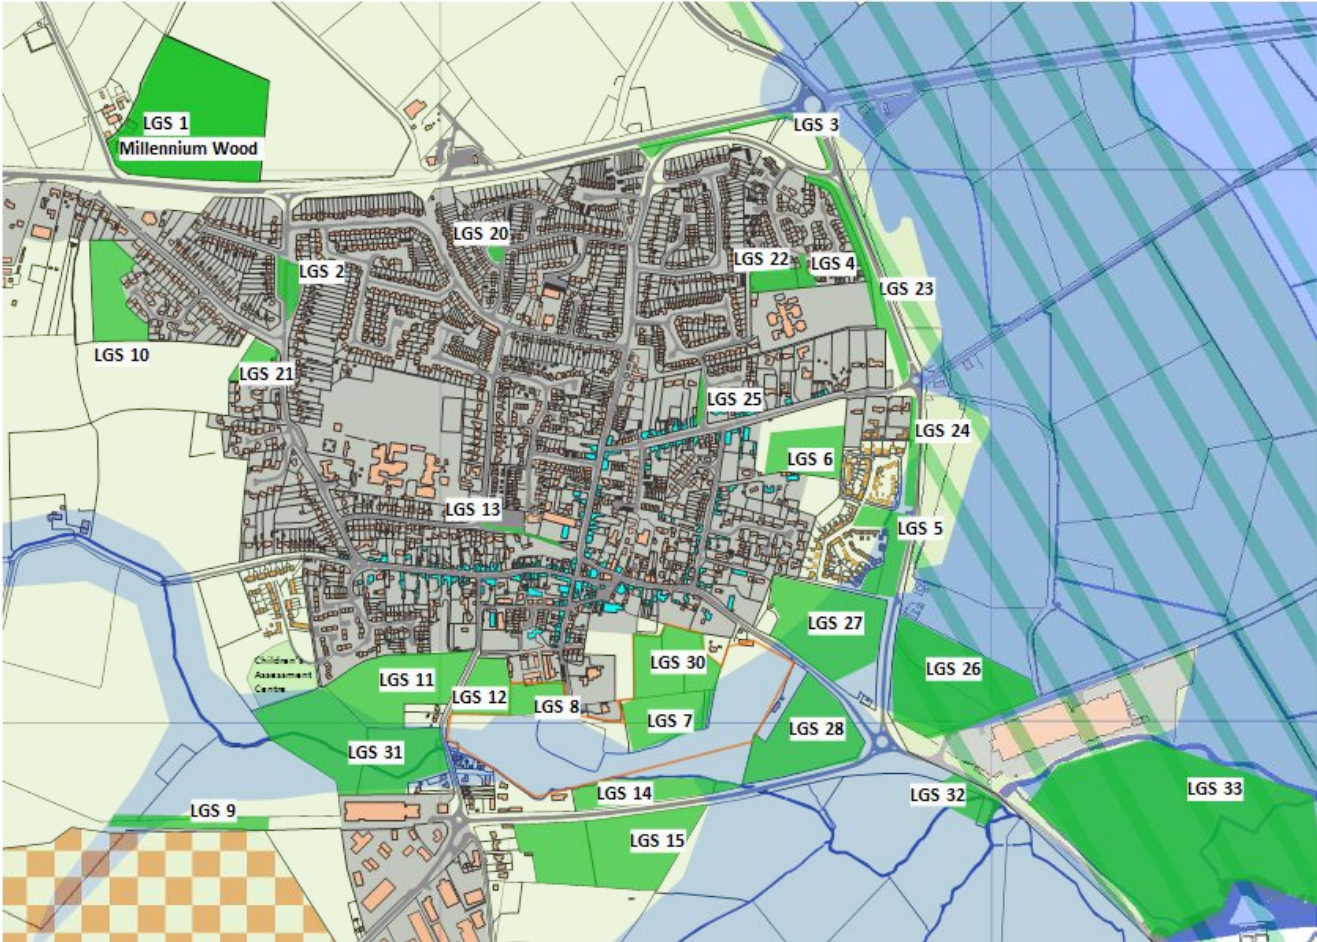 LGS 1
Millennium Wood
LGS 3
LGS 20
LGS 2
LGS 22
LGS 4
LGS 23
LGS 10
LGS 21
LGS 25
LGS 24
LGS 6
LGS 13
LGS 5
LGS 27
LGS 30
LGS 26
Children's
Assessment
Centre
LGS 11
LGS 12
LGS 8
LGS 7
LGS 28
LGS 31
LGS 14
LGS 32
LGS 33
LGS 9
LGS 15